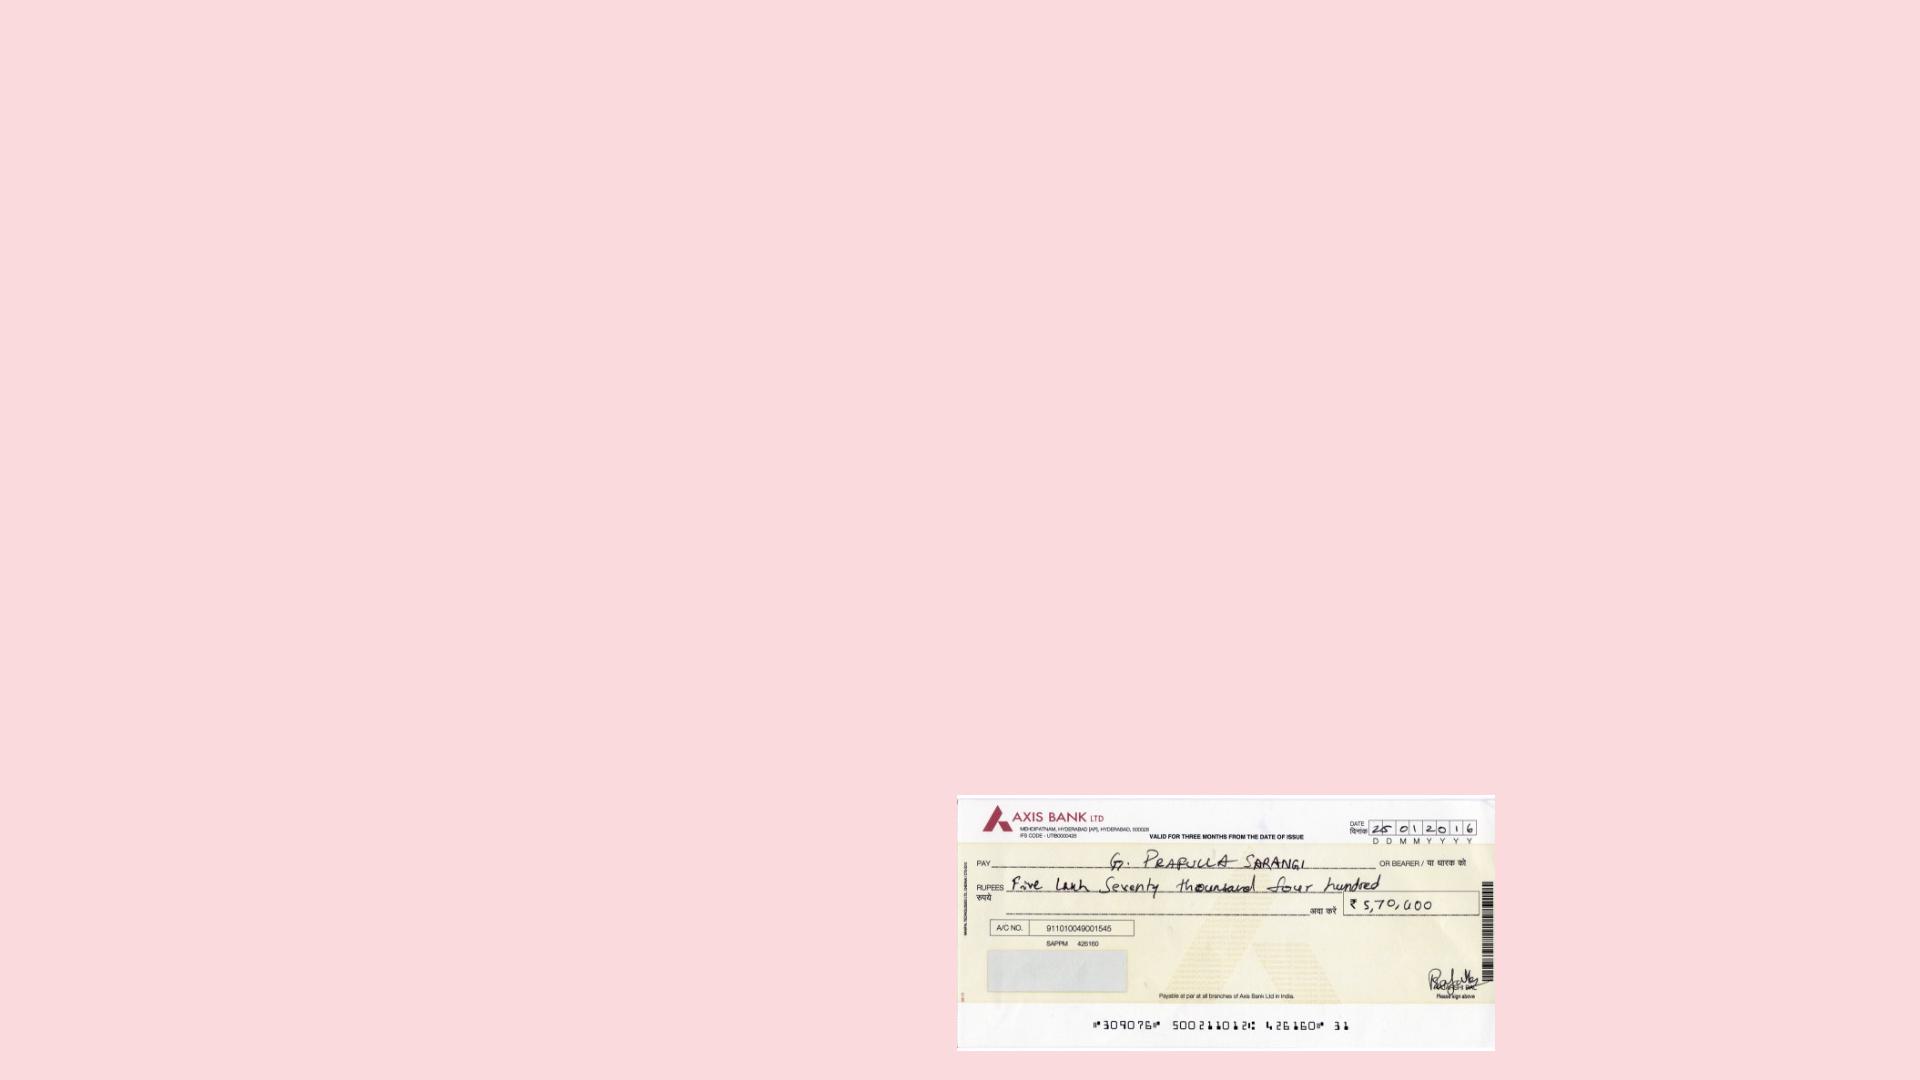 AXIS BANK LTD
MEHDIPATNAM, HYDERABAD [AP], HYDERABAD, 500028
IFS CODE - UTIB0000426
VALID FOR THREE MONTHS FROM THE DATE OF ISSUE
DATE
दिनांक 25012016
D D M M Y Y Y Y
PAY G. PRAFULLA SARANGI OR BEARER / या धारक को
RUPEES Five Lakh Seventy thousand four hundred
रुपये
अदा करें ₹ 5,70,400
A/C NO. 911010049001545
SAPPM 426160
Please sign above
Payable at par at all branches of Axis Bank Ltd in India.
⑈309076⑈ 500211012⑆ 426160⑈ 31